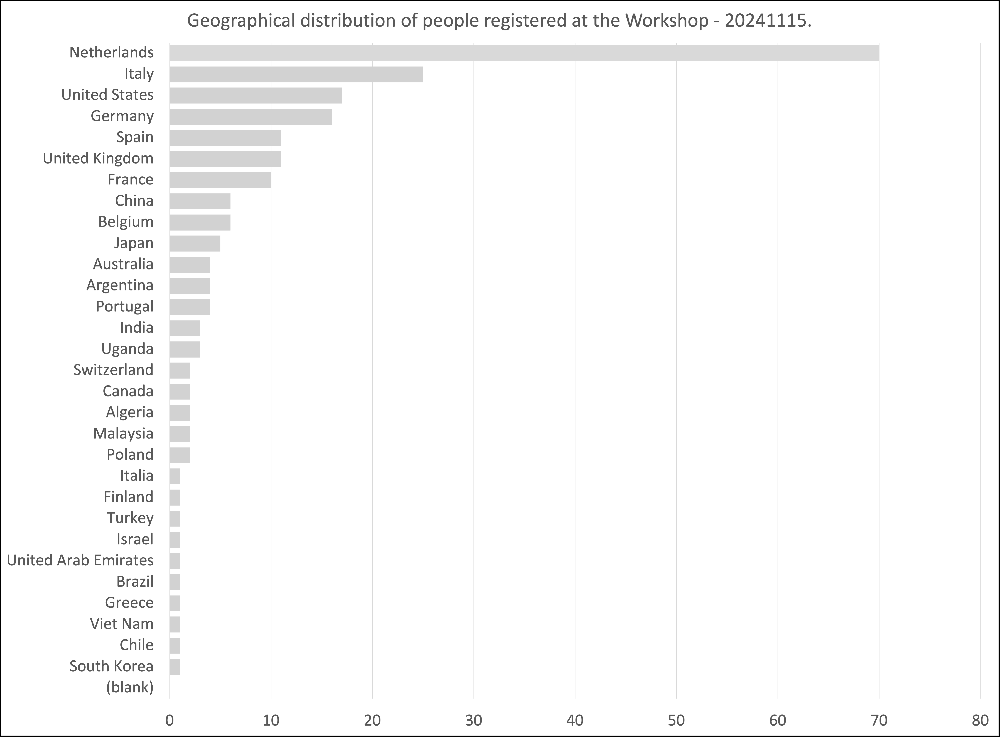 Geographical distribution of people registered at the Workshop - 20241115.
Netherlands
Italy
United States
Germany
Spain
United Kingdom
France
China
Belgium
Japan
Australia
Argentina
Portugal
India
Uganda
Switzerland
Canada
Algeria
Malaysia
Poland
Italia
Finland
Turkey
Israel
United Arab Emirates
Brazil
Greece
Viet Nam
Chile
South Korea
(blank)
0 10 20 30 40 50 60 70 80